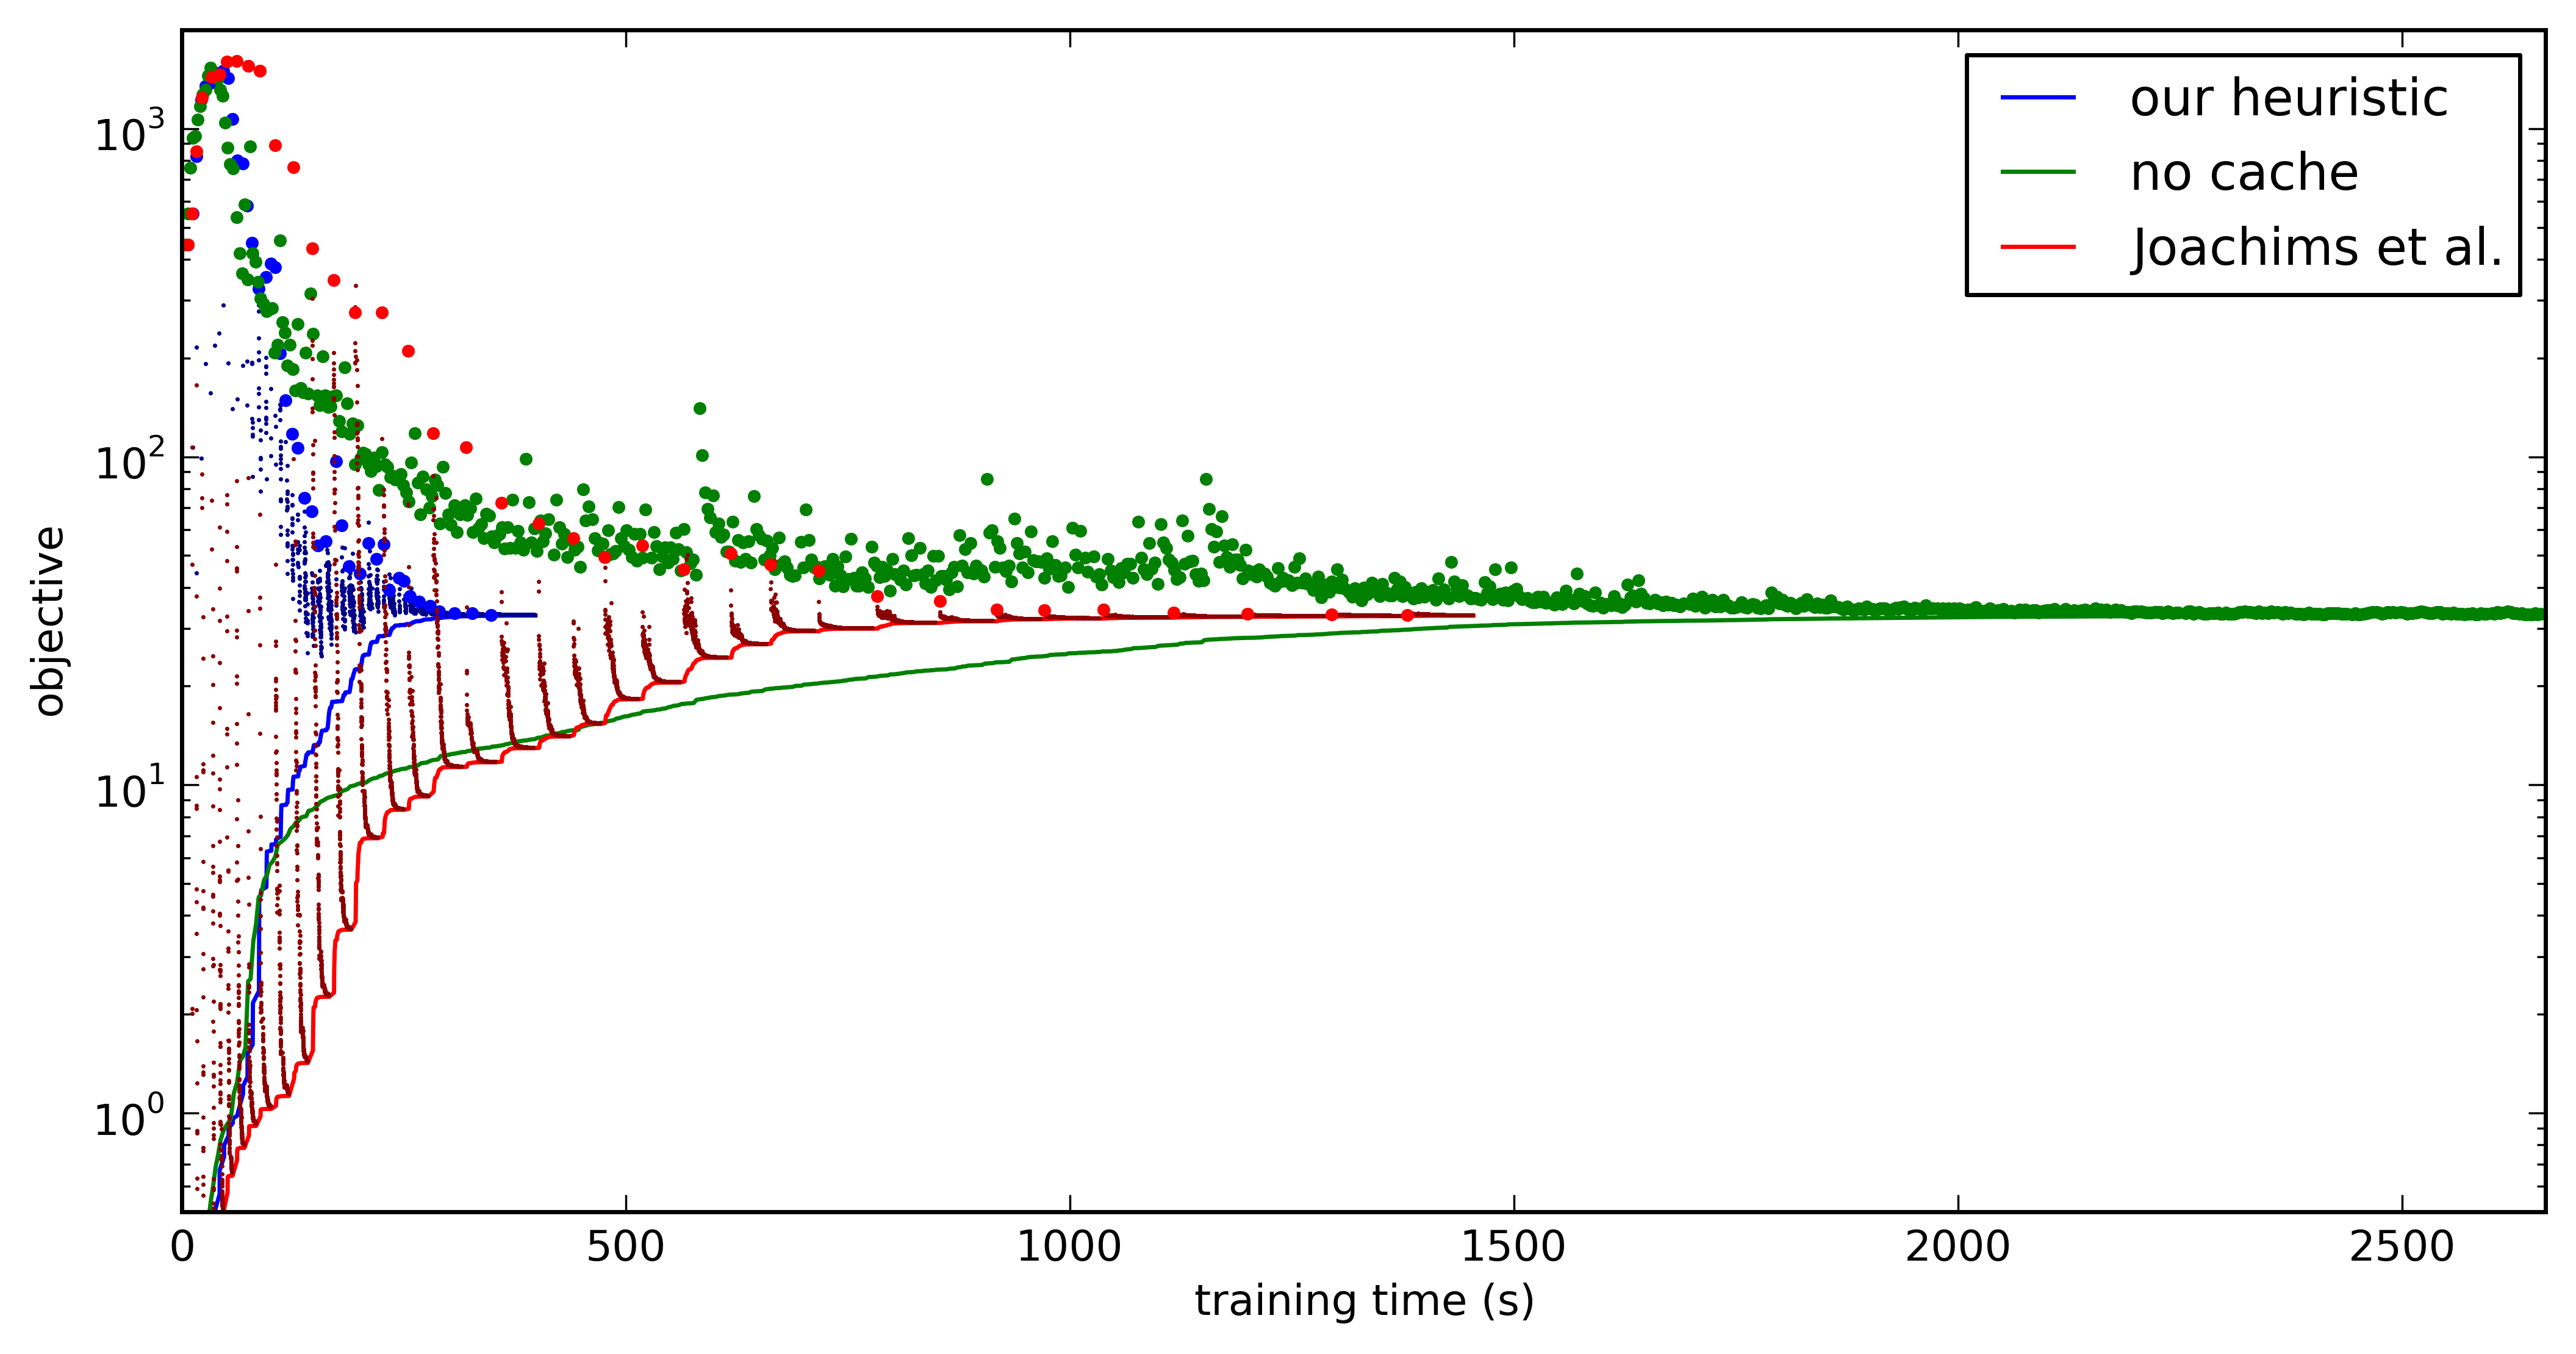 our heuristic
no cache
Joachims et al.
10³
10²
10¹
10⁰
objective
0 500 1000 1500 2000 2500
training time (s)